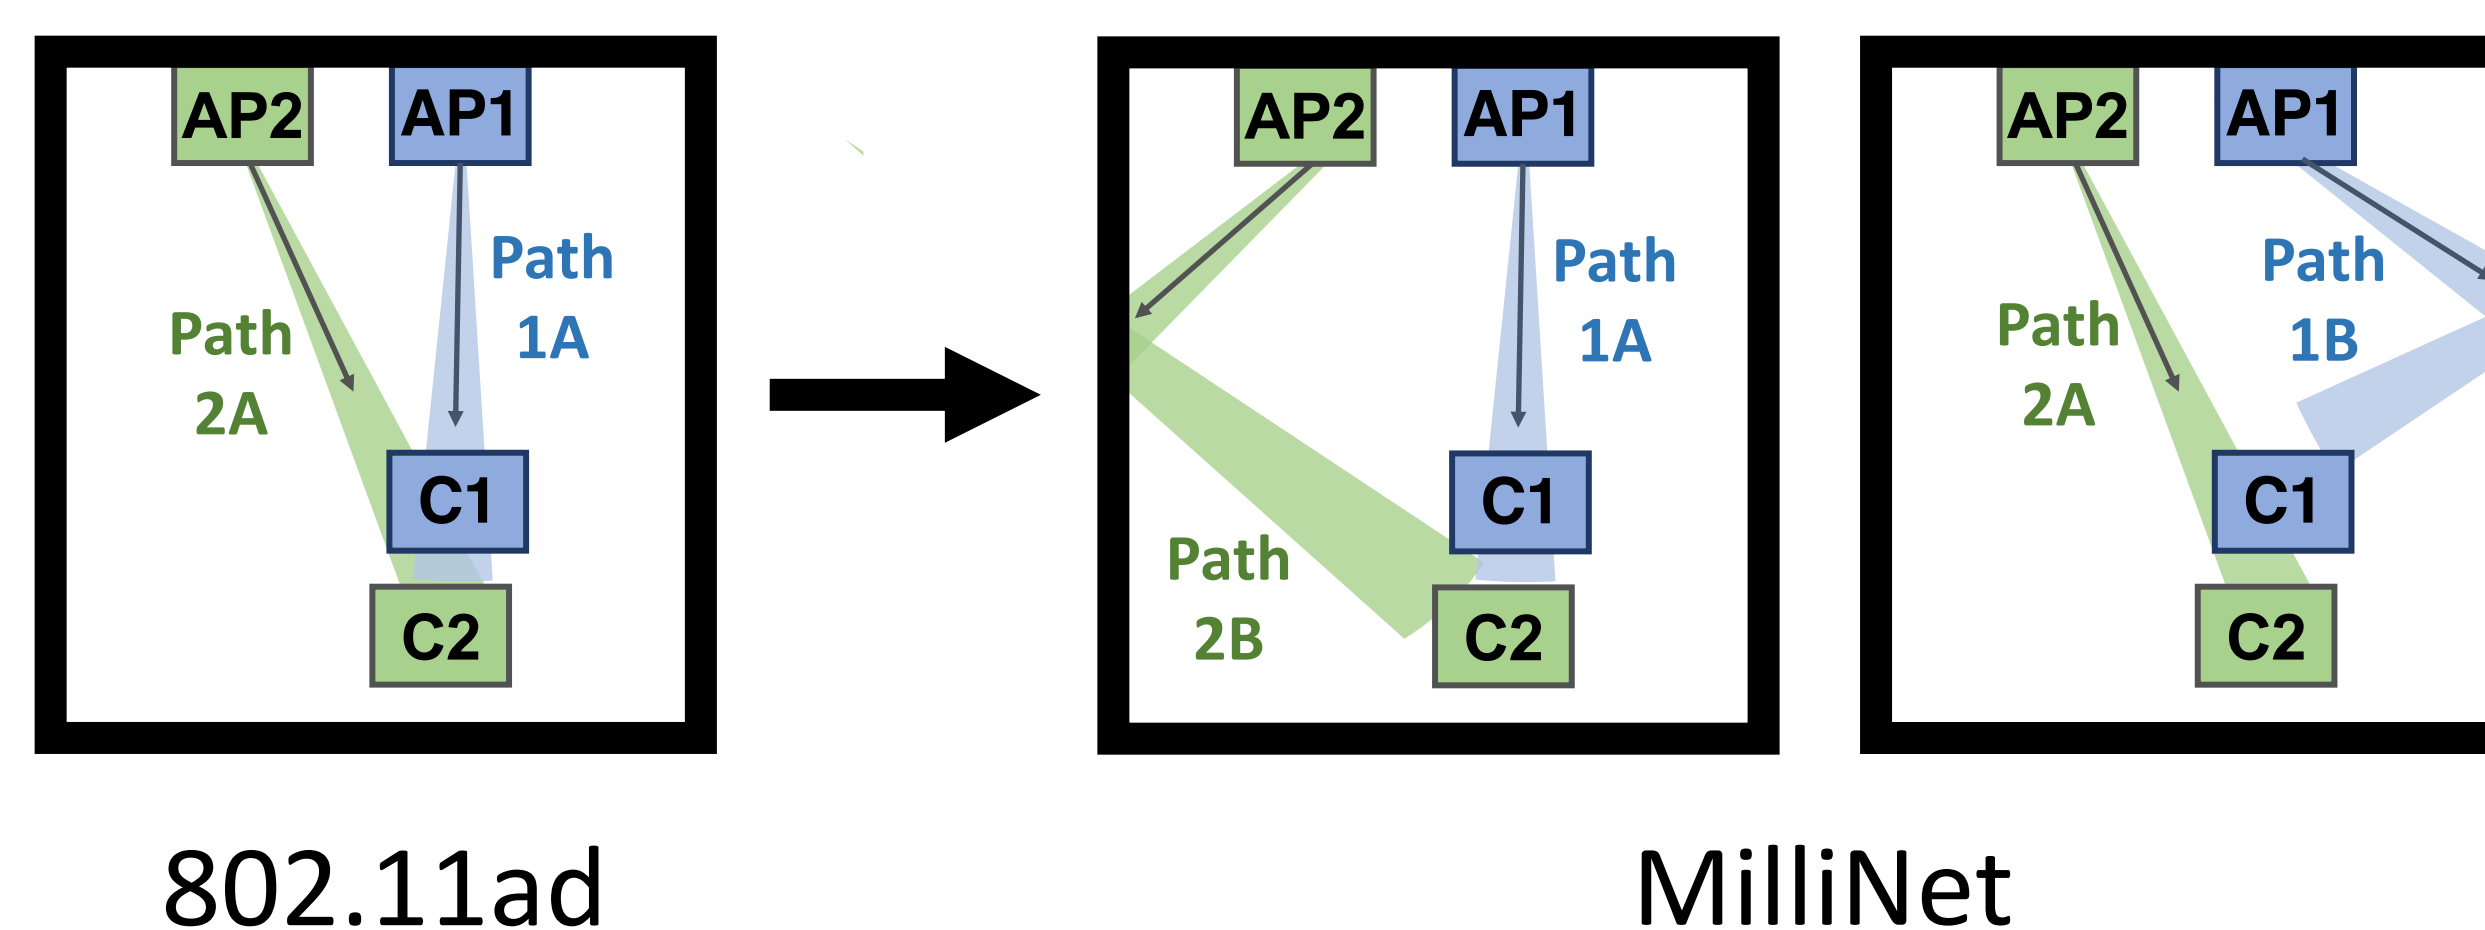 AP2
AP1
Path
1A
Path
2A
C1
C2
802.11ad
AP2
AP1
Path
1A
C1
Path
2B
C2
AP2
AP1
Path
1B
Path
2A
C1
C2
MilliNet